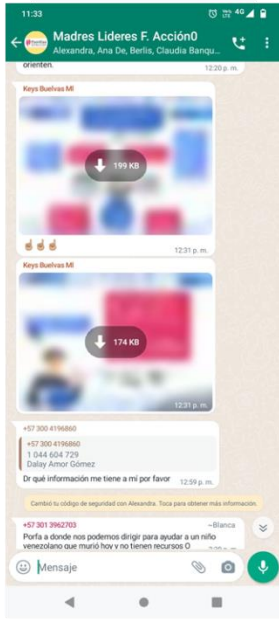 11:33
4G
Madres Lideres F. Acción0
Alexandra, Ana De, Berlis, Claudia Banqu...
orienten.
12:20 p. m.
Keys Buelvas MI
199 KB
12:31 p. m.
Keys Buelvas MI
174 KB
12:31 p. m.
+57 300 4196860
+57 300 4196860
1 044 604 729
Dalay Amor Gómez
Dr qué información me tiene a mí por favor
12:59 p. m.
Cambió tu código de seguridad con Alexandra. Toca para obtener más información.
+57 301 3962703
~Blanca
Porfa a donde nos podemos dirigir para ayudar a un niño
venezolano que murió hoy y no tienen recursos O
Mensaje